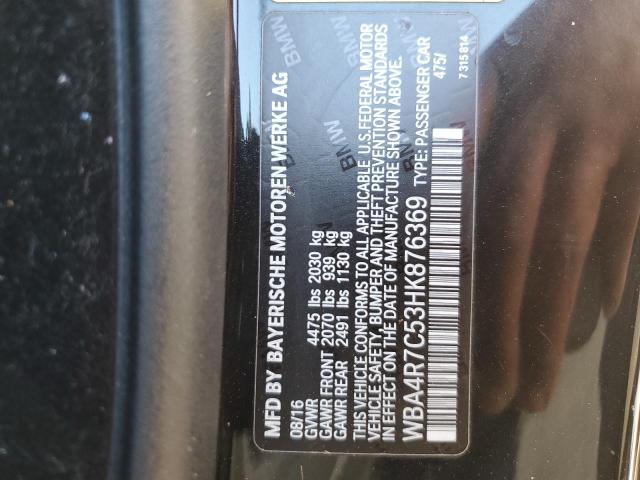 MFD BY BAYERISCHE MOTOREN WERKE AG
08/16
GVWR 4475 lbs 2030 kg
GAWR FRONT 2070 lbs 939 kg
GAWR REAR 2491 lbs 1130 kg
THIS VEHICLE CONFORMS TO ALL APPLICABLE U.S. FEDERAL MOTOR
VEHICLE SAFETY, BUMPER AND THEFT PREVENTION STANDARDS
IN EFFECT ON THE DATE OF MANUFACTURE SHOWN ABOVE.
WBA4R7C53HK876369 TYPE: PASSENGER CAR
475/
7 315 814
BMW
BMW
BMW